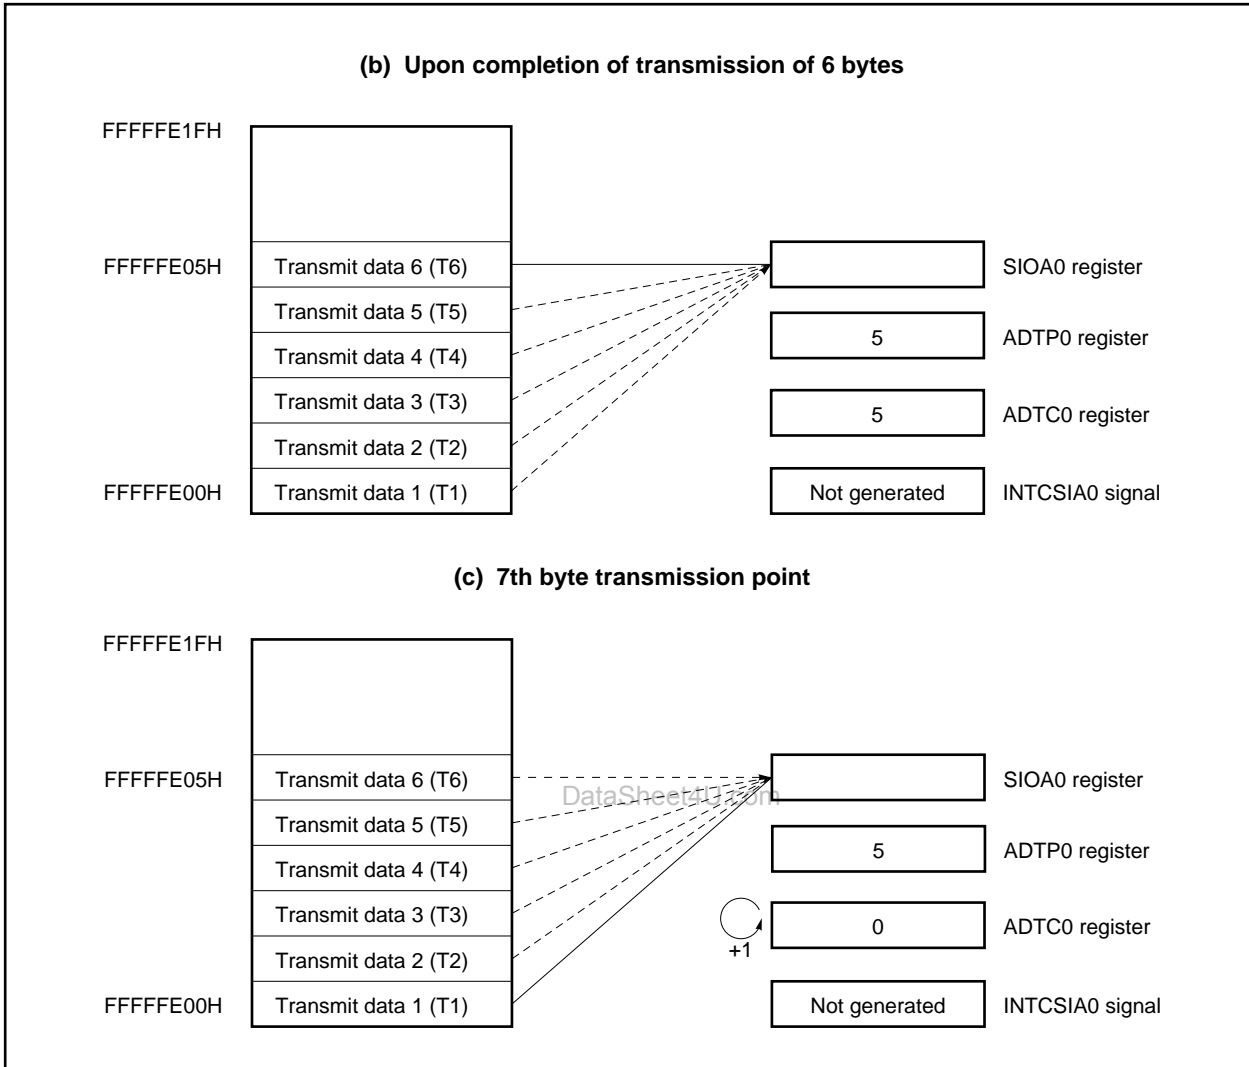 (b) Upon completion of transmission of 6 bytes
FFFFFE1FH
FFFFFE05H Transmit data 6 (T6) SIOA0 register
Transmit data 5 (T5)
5 ADTP0 register
Transmit data 4 (T4)
Transmit data 3 (T3)
5 ADTC0 register
Transmit data 2 (T2)
FFFFFE00H Transmit data 1 (T1) Not generated INTCSIA0 signal
(c) 7th byte transmission point
FFFFFE1FH
FFFFFE05H Transmit data 6 (T6) SIOA0 register
DataSheet4U.com
Transmit data 5 (T5)
5 ADTP0 register
Transmit data 4 (T4)
Transmit data 3 (T3)
0 ADTC0 register
+1
Transmit data 2 (T2)
FFFFFE00H Transmit data 1 (T1) Not generated INTCSIA0 signal